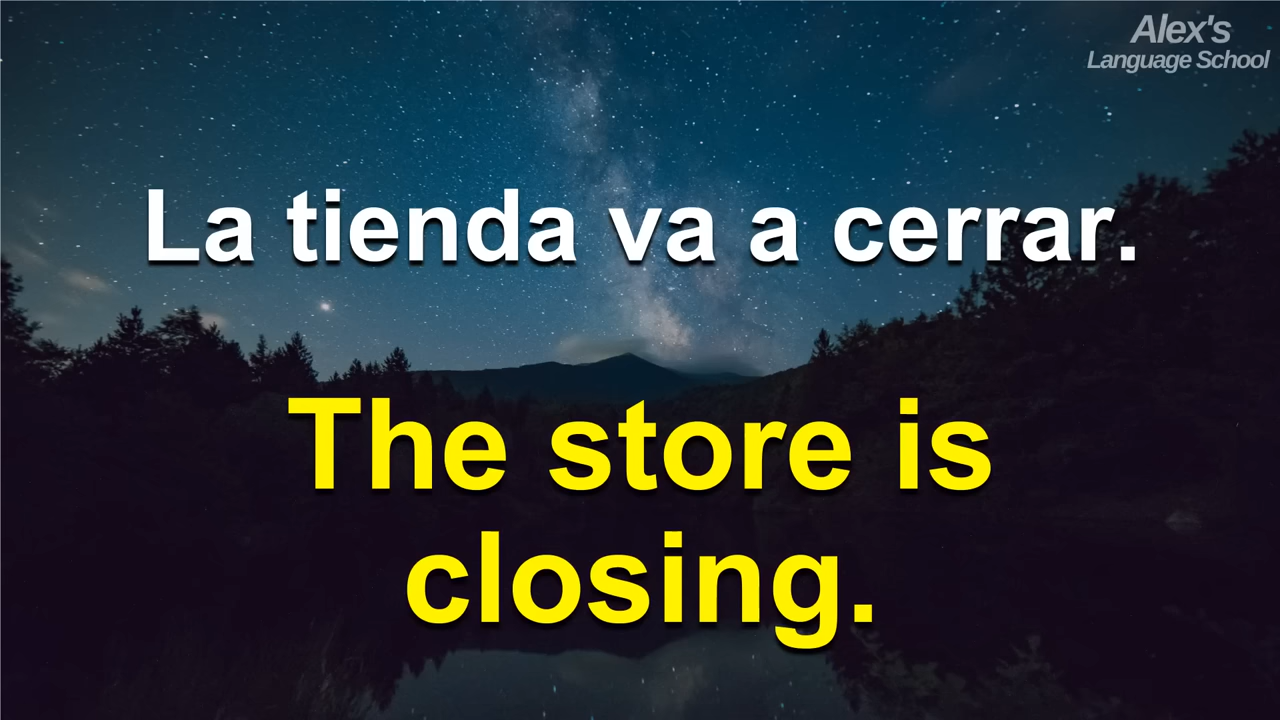 Alex's
Language School
La tienda va a cerrar.
The store is
closing.